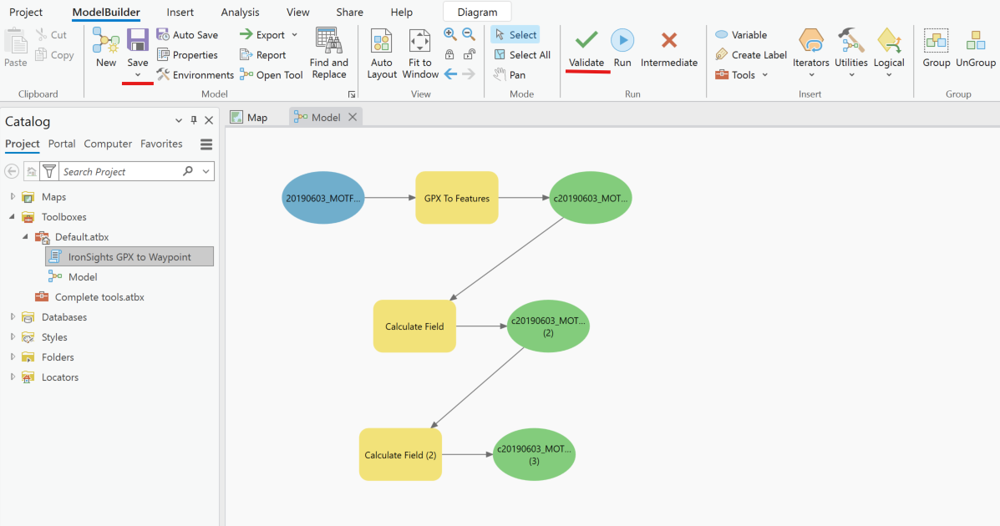 Project ModelBuilder Insert Analysis View Share Help Diagram
Cut Auto Save Export Select Variable
Paste Copy New Save Properties Report Find and Replace Auto Layout Fit to Window Select All Validate Run Intermediate Create Label Iterators Utilities Logical Group UnGroup
Environments Open Tool Pan Tools
Clipboard Model View Mode Run Insert Group
Catalog
Map Model
Project Portal Computer Favorites
Search Project
Maps
Toolboxes
Default.atbx
IronSights GPX to Waypoint
Model
Complete tools.atbx
Databases
Styles
Folders
Locators
20190603_MOTF... GPX To Features c20190603_MOT...
Calculate Field c20190603_MOT...
(2)
Calculate Field (2) c20190603_MOT...
(3)